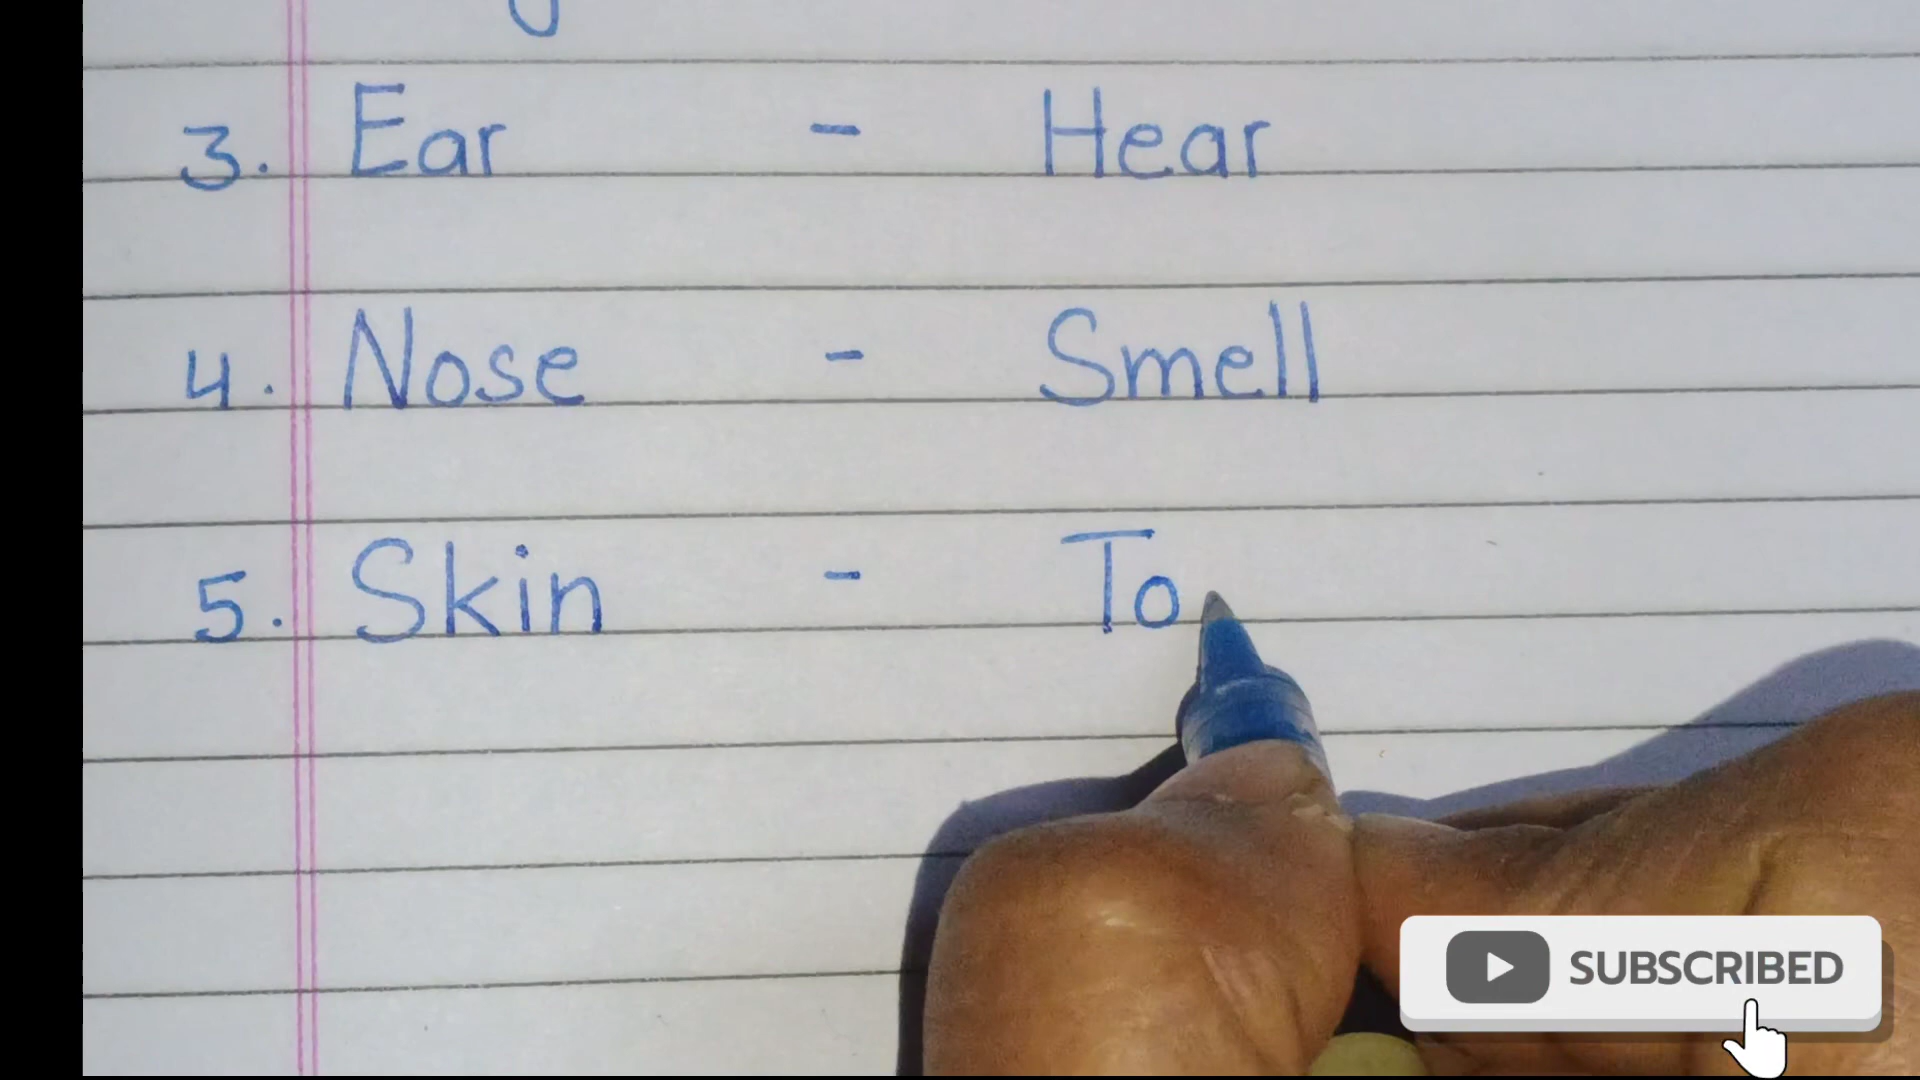 3. Ear - Hear
4. Nose - Smell
5. Skin - To
SUBSCRIBED